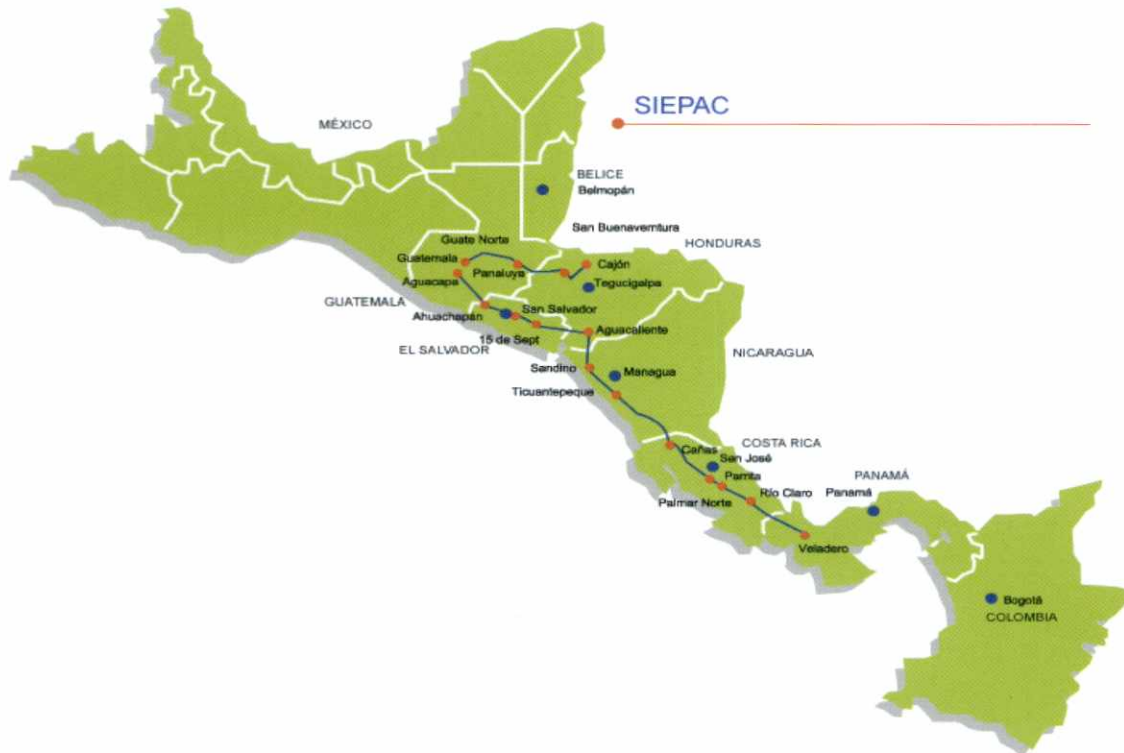 SIEPAC
MÉXICO
BELICE
Belmopán
San Buenavemtura
Guate Norte
HONDURAS
Guatemala
Panaluya
Cajón
Aguacapa
Tegucigalpa
GUATEMALA
Ahuachapán
San Salvador
Aguacaliente
15 de Sept
EL SALVADOR
NICARAGUA
Sandino
Managua
Ticuantepeque
COSTA RICA
Cañas
San José
Parrita
PANAMÁ
Río Claro
Panamá
Palmar Norte
Veladero
Bogotá
COLOMBIA